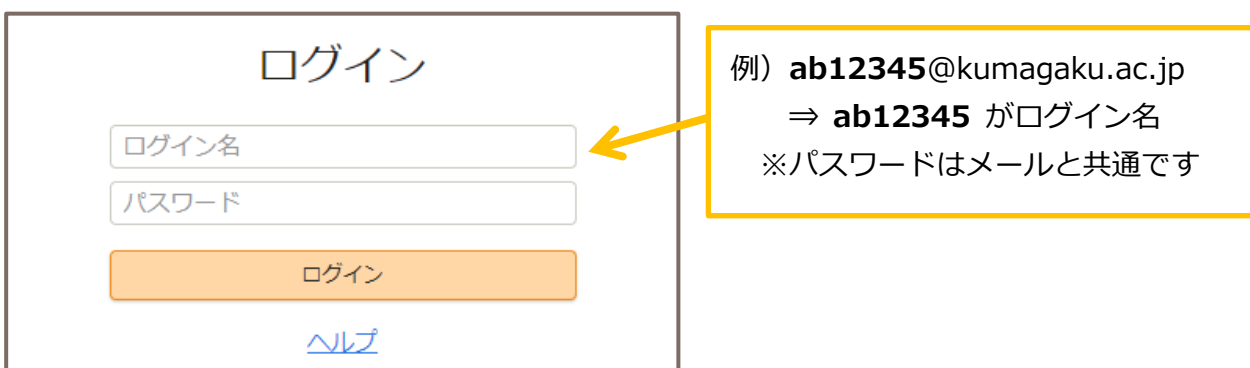 ログイン
ログイン名
パスワード
ログイン
ヘルプ
例）ab12345@kumagaku.ac.jp
⇒ ab12345 がログイン名
※パスワードはメールと共通です